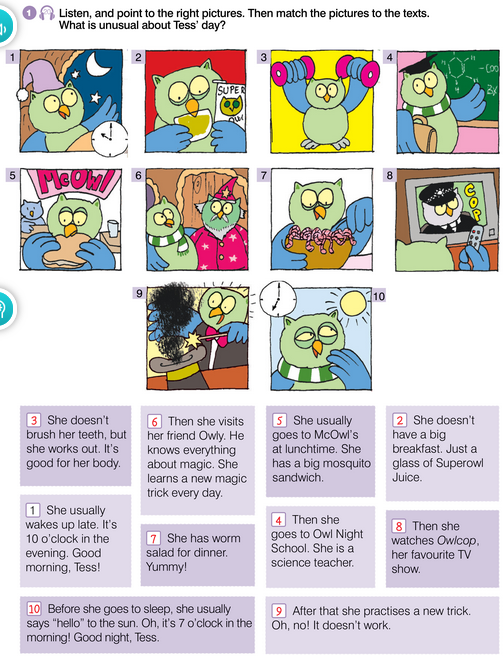 1 Listen, and point to the right pictures. Then match the pictures to the texts.
What is unusual about Tess' day?
1
2
SUPER
3
4
5
McOwl
6
7
8
COP
9
10
3 She doesn't
brush her teeth, but
she works out. It's
good for her body.
6 Then she visits
her friend Owly. He
knows everything
about magic. She
learns a new magic
trick every day.
5 She usually
goes to McOwl's
at lunchtime. She
has a big mosquito
sandwich.
2 She doesn't
have a big
breakfast. Just a
glass of Superowl
Juice.
1 She usually
wakes up late. It's
10 o'clock in the
evening. Good
morning, Tess!
7 She has worm
salad for dinner.
Yummy!
4 Then she
goes to Owl Night
School. She is a
science teacher.
8 Then she
watches Owlcop,
her favourite TV
show.
10 Before she goes to sleep, she usually
says "hello" to the sun. Oh, it's 7 o'clock in the
morning! Good night, Tess.
9 After that she practises a new trick.
Oh, no! It doesn't work.